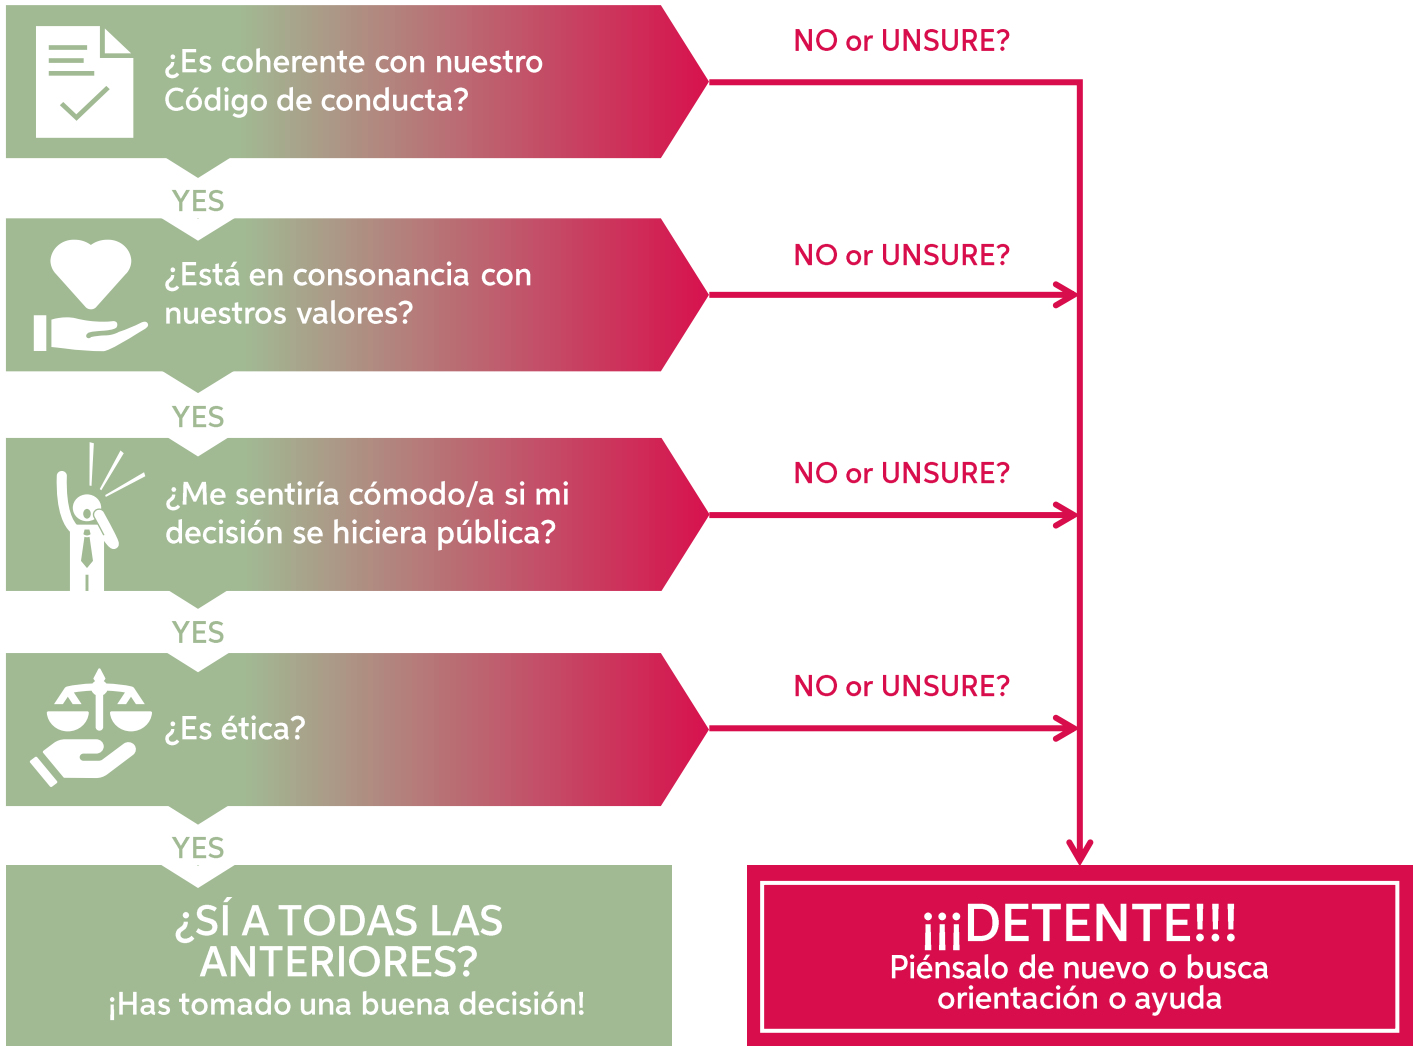 ¿Es coherente con nuestro
Código de conducta?
NO or UNSURE?
YES
¿Está en consonancia con
nuestros valores?
NO or UNSURE?
YES
¿Me sentiría cómodo/a si mi
decisión se hiciera pública?
NO or UNSURE?
YES
¿Es ética?
NO or UNSURE?
YES
¿SÍ A TODAS LAS
ANTERIORES?
¡Has tomado una buena decisión!
¡¡¡DETENTE!!!
Piénsalo de nuevo o busca
orientación o ayuda